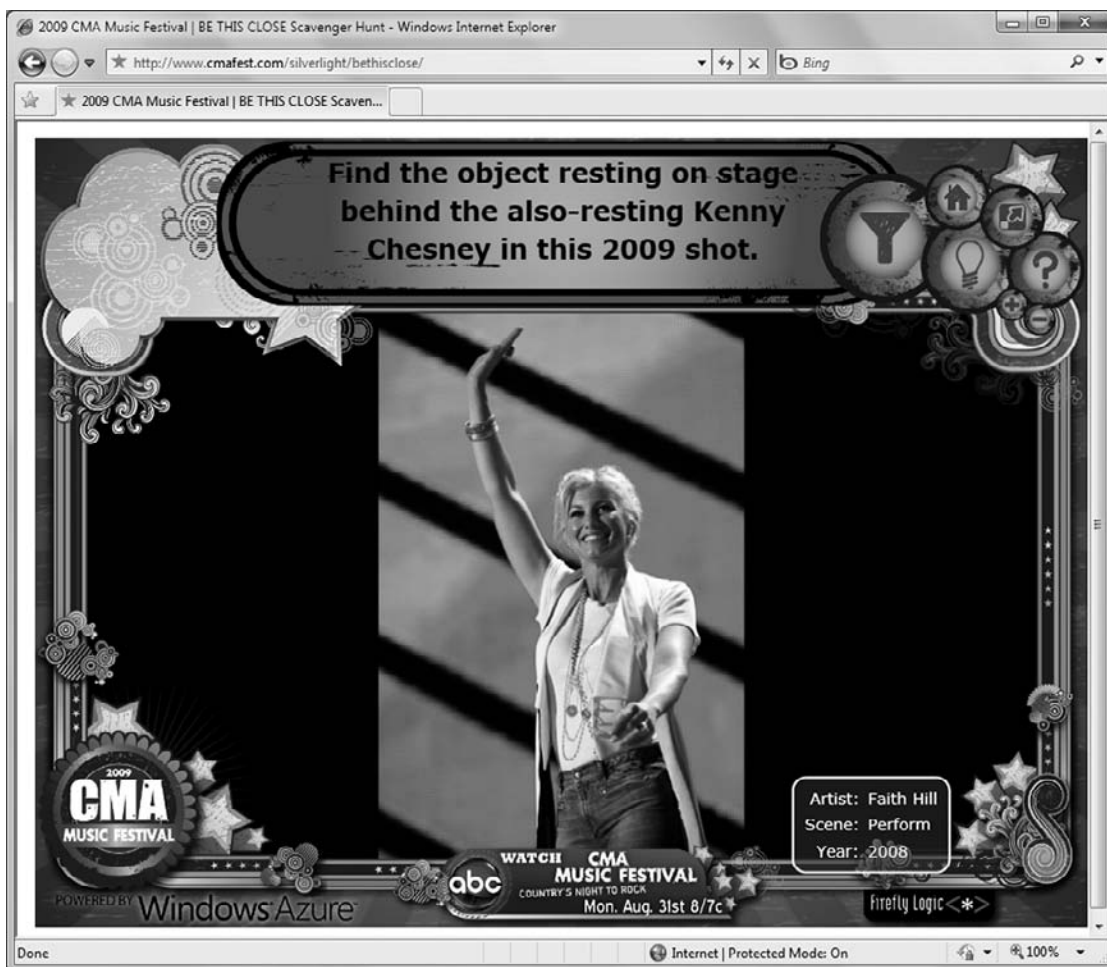 2009 CMA Music Festival | BE THIS CLOSE Scavenger Hunt - Windows Internet Explorer
http://www.cmafest.com/silverlight/bethisclose/
Bing
2009 CMA Music Festival | BE THIS CLOSE Scaven...
Find the object resting on stage
behind the also-resting Kenny
Chesney in this 2009 shot.
?
2009
CMA
MUSIC FESTIVAL
Artist: Faith Hill
Scene: Perform
Year: 2008
WATCH CMA
MUSIC FESTIVAL
abc
COUNTRY'S NIGHT TO ROCK
Mon. Aug. 31st 8/7c
POWERED BY Windows Azure
Firefly Logic <*>
Done
Internet | Protected Mode: On
100%